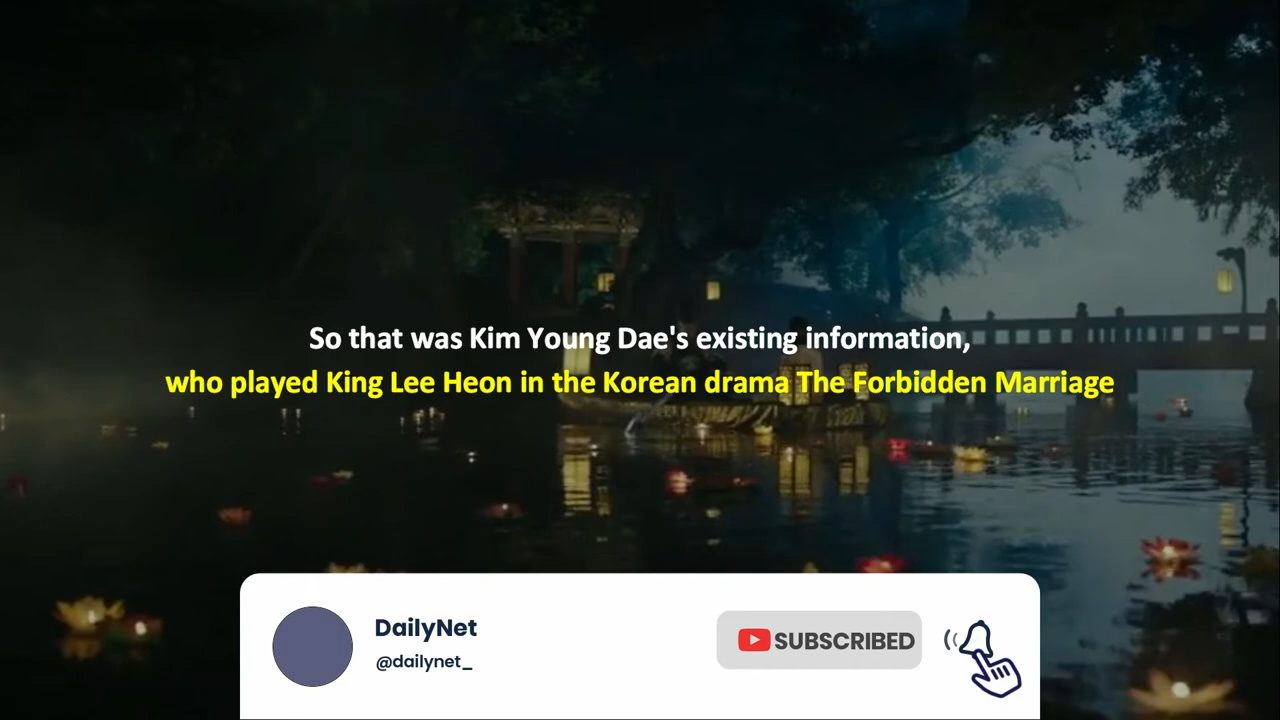 So that was Kim Young Dae's existing information,
who played King Lee Heon in the Korean drama The Forbidden Marriage
DailyNet
@dailynet_
SUBSCRIBED